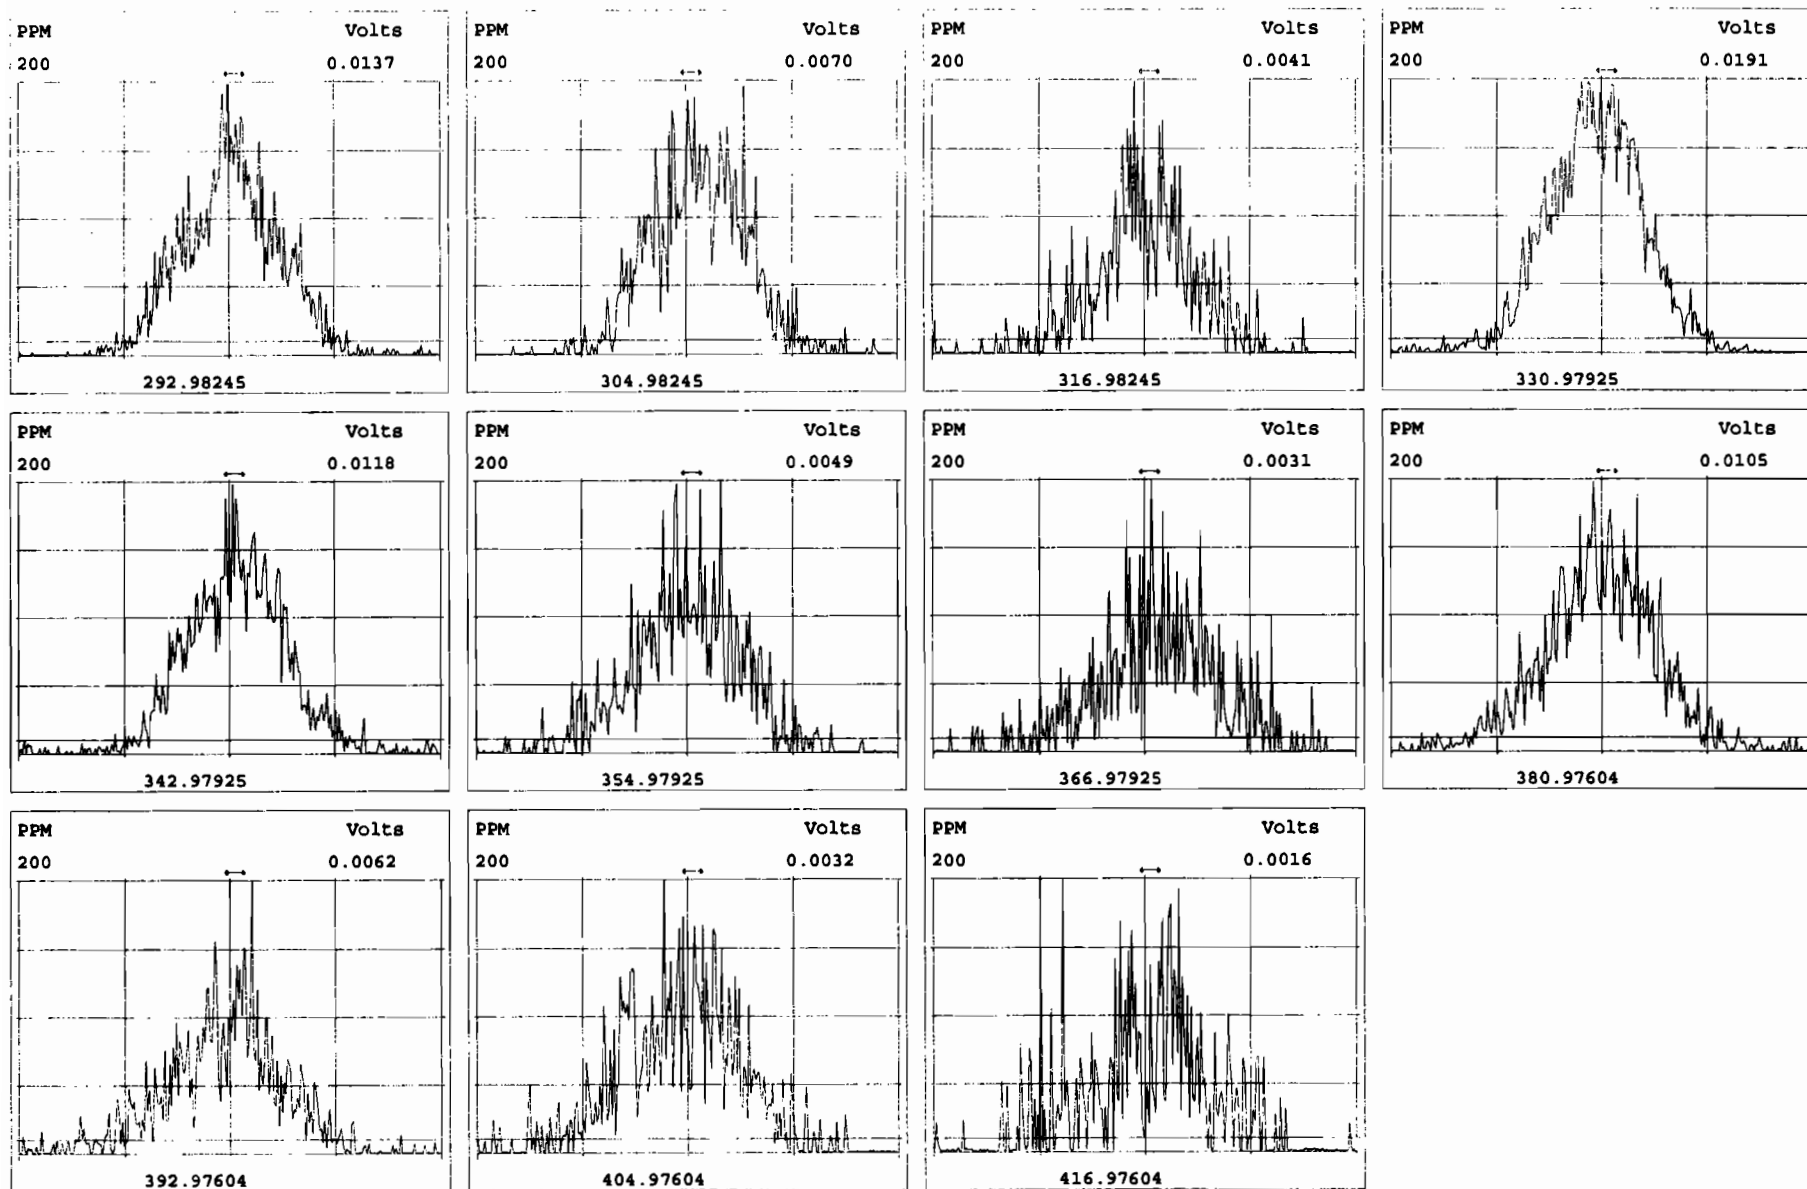 PPM Volts
200 0.0137
292.98245
PPM Volts
200 0.0070
304.98245
PPM Volts
200 0.0041
316.98245
PPM Volts
200 0.0191
330.97925
PPM Volts
200 0.0118
342.97925
PPM Volts
200 0.0049
354.97925
PPM Volts
200 0.0031
366.97925
PPM Volts
200 0.0105
380.97604
PPM Volts
200 0.0062
392.97604
PPM Volts
200 0.0032
404.97604
PPM Volts
200 0.0016
416.97604